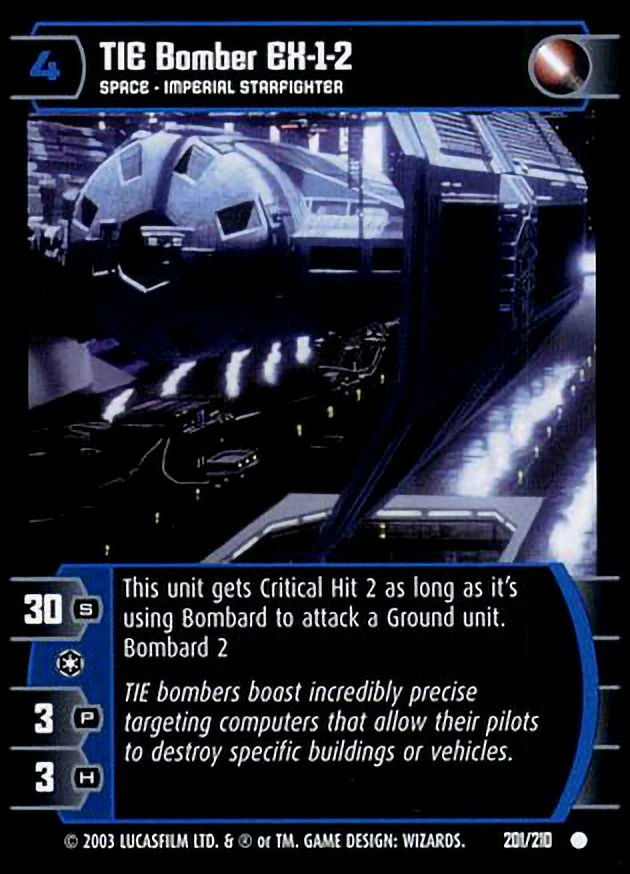 4
TIE Bomber EX-1-2
SPACE - IMPERIAL STARFIGHTER
30 S
3 P
3 H
This unit gets Critical Hit 2 as long as it's
using Bombard to attack a Ground unit.
Bombard 2
TIE bombers boast incredibly precise
targeting computers that allow their pilots
to destroy specific buildings or vehicles.
© 2003 LUCASFILM LTD. & ® or TM. GAME DESIGN: WIZARDS. 201/210